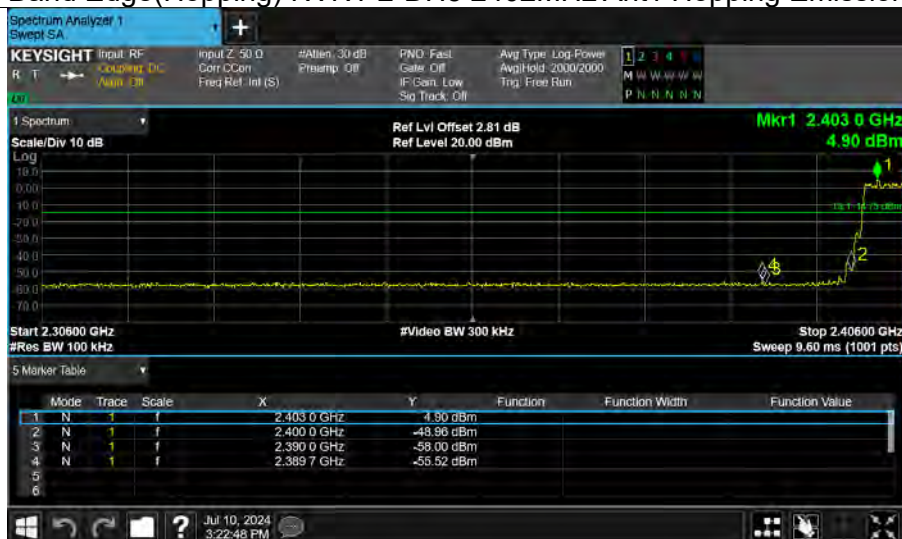 Spectrum Analyzer 1
Swept SA
+
KEYSIGHT Input: RF Input Z: 50 Ω #Atten: 30 dB PNO: Fast Avg Type: Log-Power 1 2 3 4 5 6
R T Coupling: DC Corr CCorr Preamp: Off Gate: Off Avg|Hold: 2000/2000 M W W W W W
Align: Off Freq Ref: Int (S) IF Gain: Low Trig: Free Run
Sig Track: Off P N N N N N
1 Spectrum
Ref Lvl Offset 2.81 dB Mkr1 2.403 0 GHz
Scale/Div 10 dB Ref Level 20.00 dBm 4.90 dBm
Log
10.0
0.00
-10.0
-20.0
-30.0
-40.0
-50.0
-60.0
-70.0
1
2
4
Start 2.30600 GHz #Video BW 300 kHz Stop 2.40600 GHz
#Res BW 100 kHz Sweep 9.60 ms (1001 pts)
5 Marker Table
Mode Trace Scale X Y Function Function Width Function Value
1 N 1 f 2.403 0 GHz 4.90 dBm
2 N 1 f 2.400 0 GHz -48.96 dBm
3 N 1 f 2.390 0 GHz -58.00 dBm
4 N 1 f 2.389 7 GHz -55.52 dBm
5
6
? Jul 10, 2024
3:22:48 PM